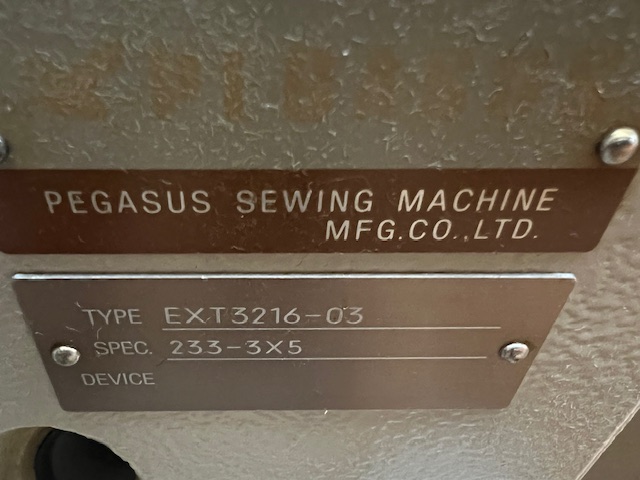 PEGASUS SEWING MACHINE
MFG.CO.,LTD.
TYPE EXT3216-03
SPEC. 233-3X5
DEVICE